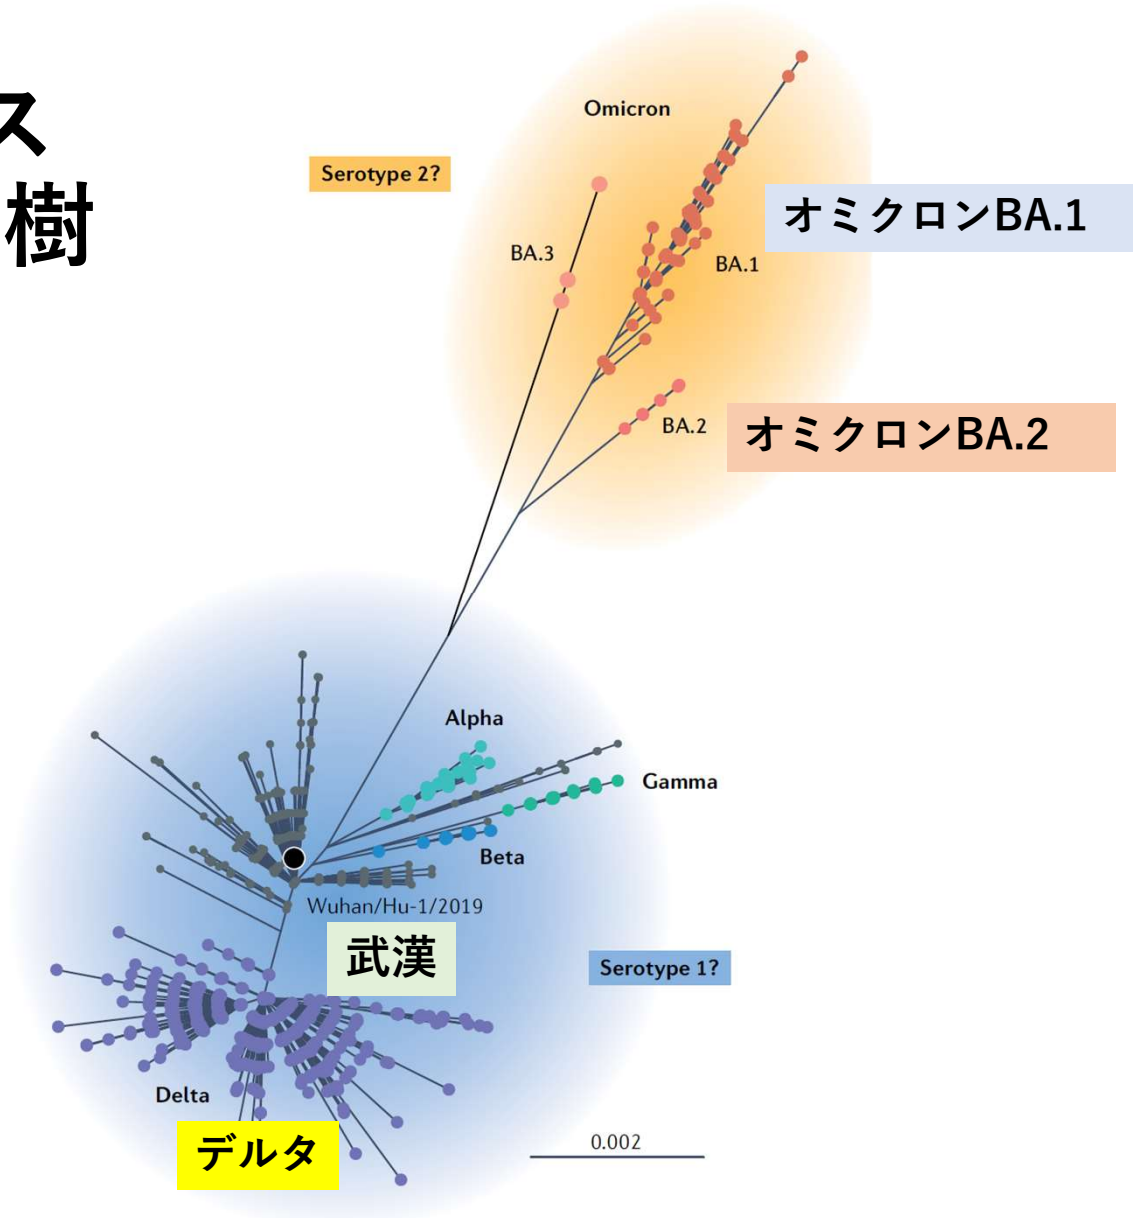 ス
樹
Omicron
Serotype 2?
オミクロンBA.1
BA.3
BA.1
オミクロンBA.2
BA.2
Alpha
Gamma
Beta
Wuhan/Hu-1/2019
武漢
Serotype 1?
Delta
デルタ
0.002